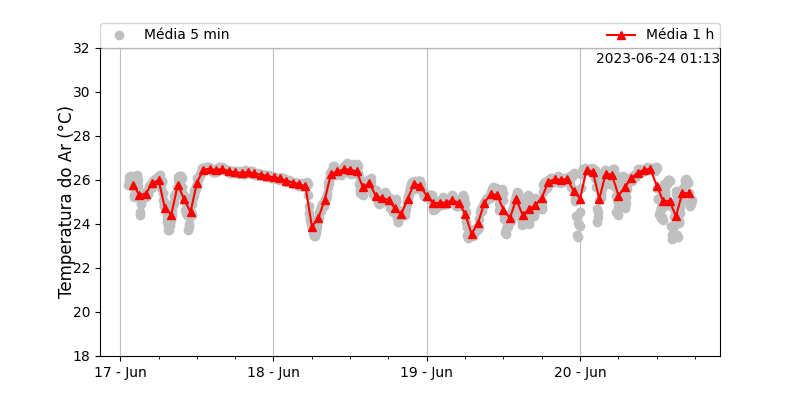 Média 5 min
Média 1 h
2023-06-24 01:13
Temperatura do Ar (°C)
32
30
28
26
24
22
20
18
17 - Jun
18 - Jun
19 - Jun
20 - Jun